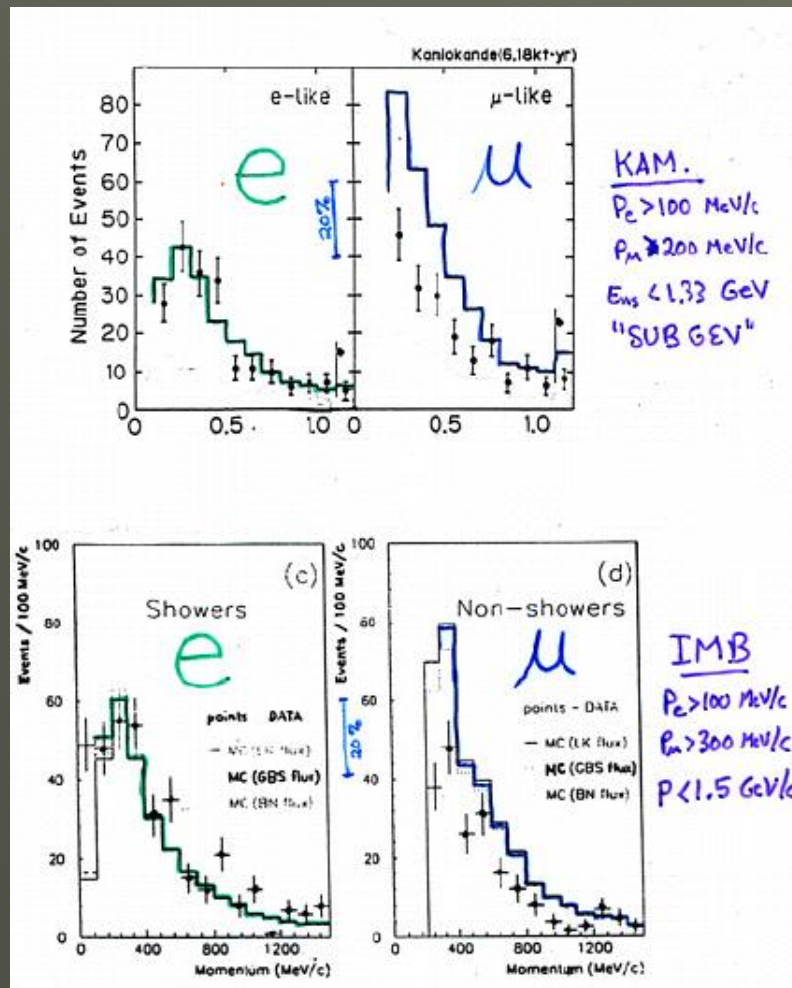 Kaniokande(6.18kt-yr)
e-like
μ-like
e
μ
20%
Number of Events
80
70
60
50
40
30
20
10
0
0 0.5 1.0 0 0.5 1.0
KAM.
Pe>100 MeV/c
Pμ>200 MeV/c
<1.33 GeV
"SUB GEV"
Events / 100 MeV/c
100
80
60
40
20
0
(c)
Showers
e
points DATA
MC (LK flux)
MC (GBS flux)
MC (BN flux)
0 400 800 1200
Momentum (MeV/c)
20%
Events / 100 MeV/c
100
80
60
40
20
0
(d)
Non-showers
μ
points - DATA
MC (LK flux)
MC (GBS flux)
MC (BN flux)
0 400 800 1200
Momentum (MeV/c)
IMB
Pe>100 MeV/c
Pμ>300 MeV/c
P<1.5 GeV/c